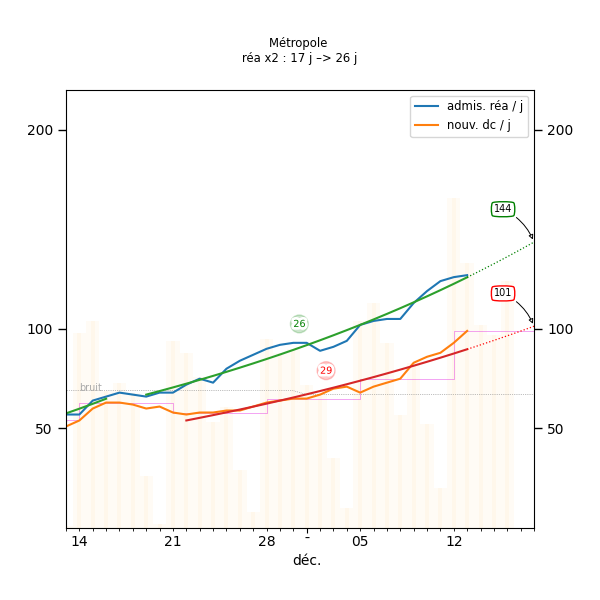 Métropole
réa x2 : 17 j –> 26 j
admis. réa / j
nouv. dc / j
200
200
144
101
100
100
26
29
bruit
50
50
14
21
28
-
05
12
déc.